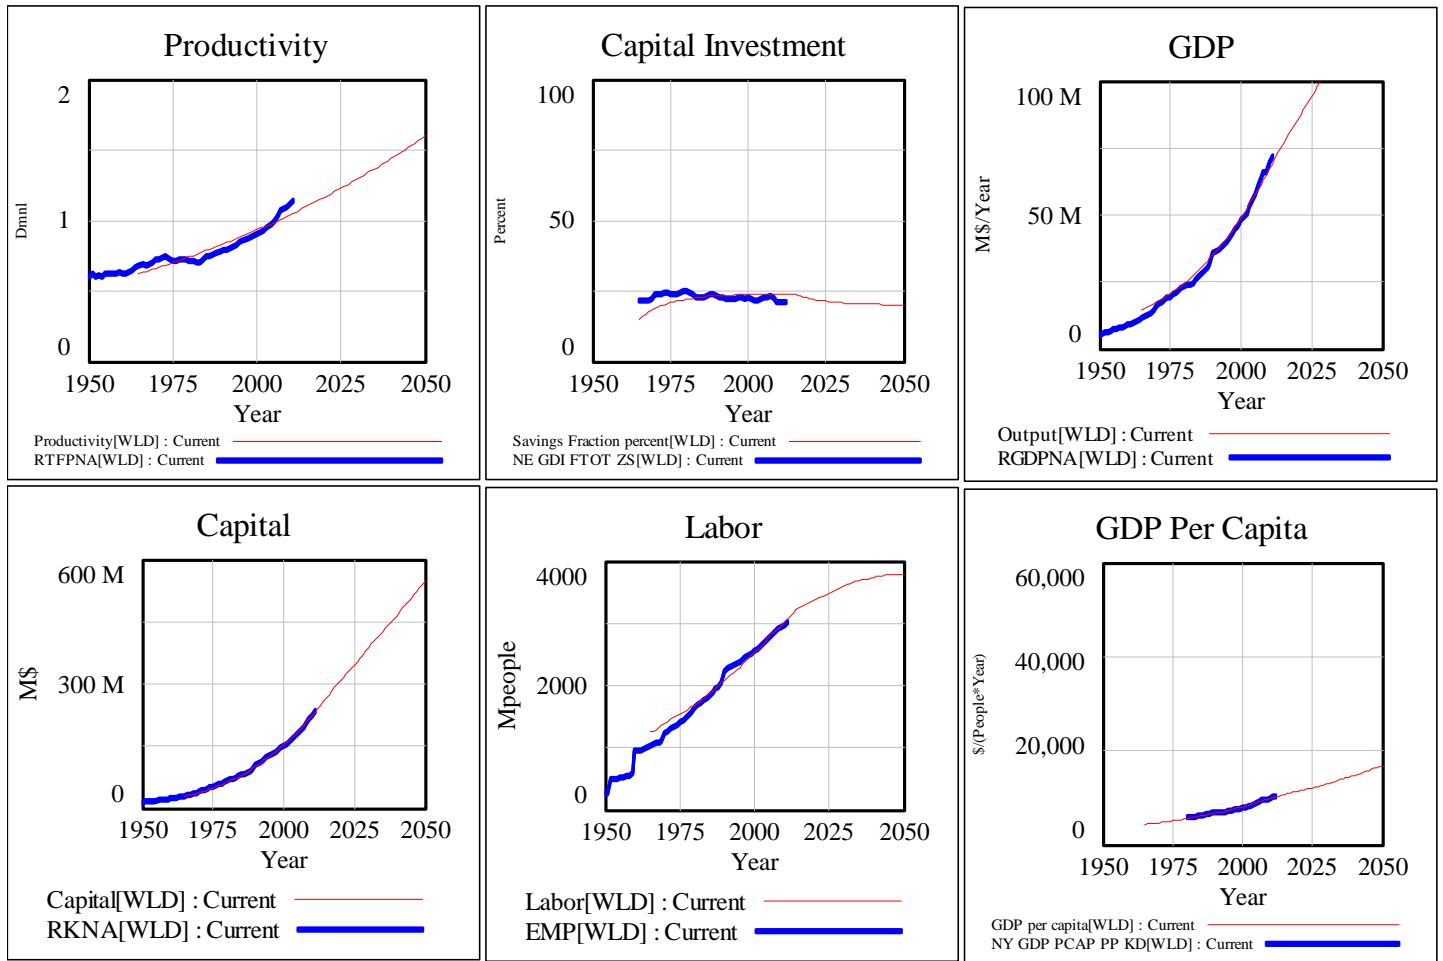 Productivity
2
1
0
Dmnl
1950 1975 2000 2025 2050
Year
Productivity[WLD] : Current
RTFPNA[WLD] : Current
Capital Investment
100
50
0
Percent
1950 1975 2000 2025 2050
Year
Savings Fraction percent[WLD] : Current
NE GDI FTOT ZS[WLD] : Current
GDP
100 M
50 M
0
M$/Year
1950 1975 2000 2025 2050
Year
Output[WLD] : Current
RGDPNA[WLD] : Current
Capital
600 M
300 M
0
M$
1950 1975 2000 2025 2050
Year
Capital[WLD] : Current
RKNA[WLD] : Current
Labor
4000
2000
0
Mpeople
1950 1975 2000 2025 2050
Year
Labor[WLD] : Current
EMP[WLD] : Current
GDP Per Capita
60,000
40,000
20,000
0
$/(People*Year)
1950 1975 2000 2025 2050
Year
GDP per capita[WLD] : Current
NY GDP PCAP PP KD[WLD] : Current